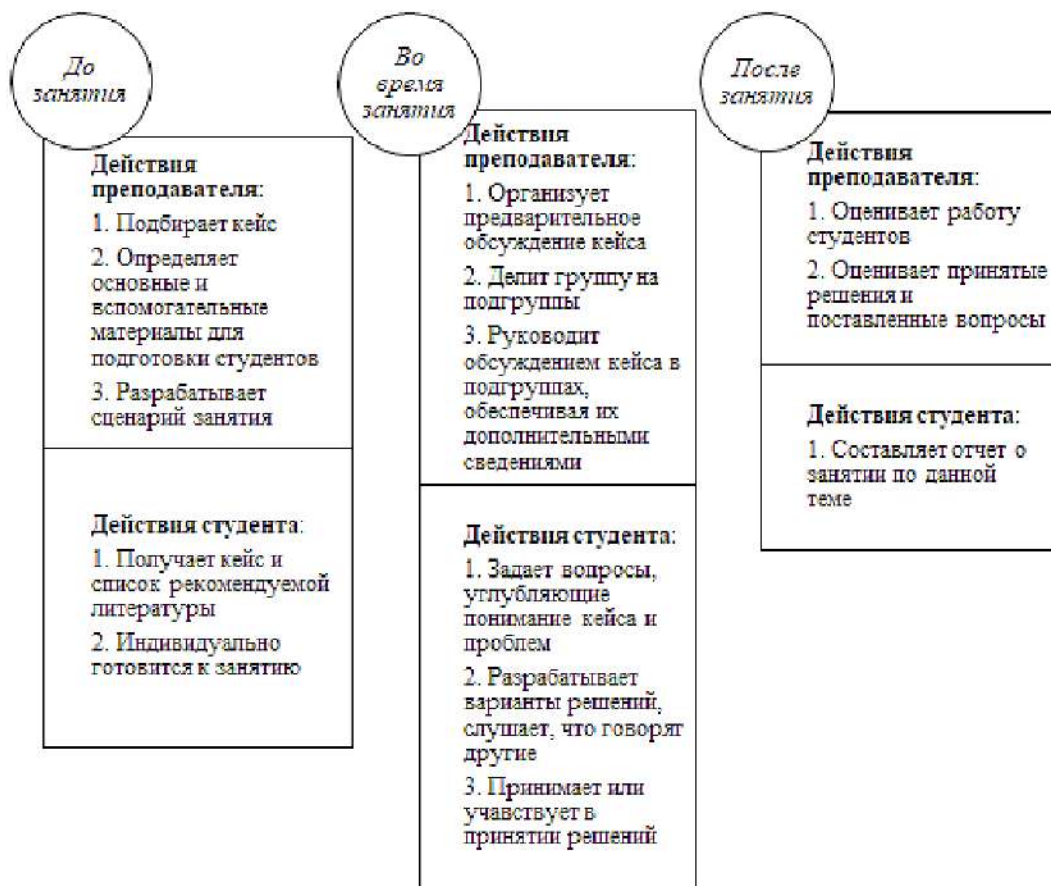 До
занятия
Действия
преподавателя:
1. Подбирает кейс
2. Определяет
основные и
вспомогательные
материалы для
подготовки студентов
3. Разрабатывает
сценарий занятия
Действия студента:
1. Получает кейс и
список рекомендуемой
литературы
2. Индивидуально
готовится к занятию
Во
время
занятия
Действия
преподавателя:
1. Организует
предварительное
обсуждение кейса
2. Делит группу на
подгруппы
3. Руководит
обсуждением кейса в
подгруппах,
обеспечивая их
дополнительными
сведениями
Действия студента:
1. Задает вопросы,
углубляющие
понимание кейса и
проблем
2. Разрабатывает
варианты решений,
слушает, что говорят
другие
3. Принимает или
учавствует в
принятии решений
После
занятия
Действия
преподавателя:
1. Оценивает работу
студентов
2. Оценивает принятые
решения и
поставленные вопросы
Действия студента:
1. Составляет отчет о
занятии по данной
теме